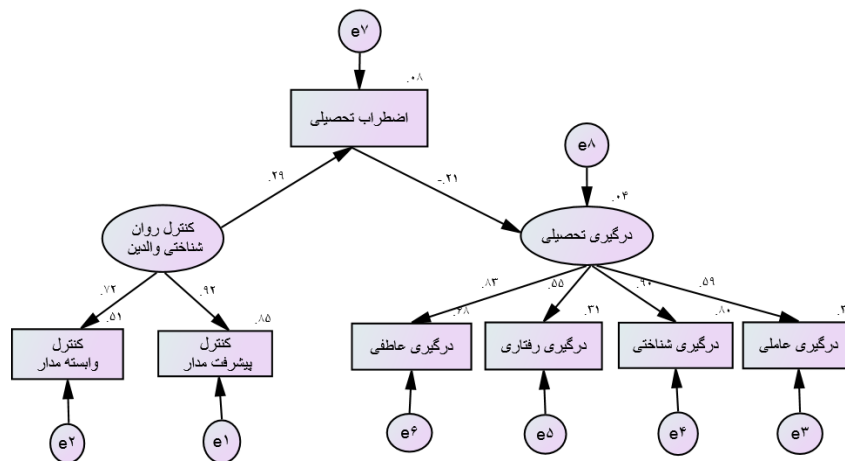 e۷
.۰۸
اضطراب تحصیلی
e۸
.۲۹
-.۲۱
.۰۴
کنترل روان
شناختی والدین
درگیری تحصیلی
.۷۲
.۹۲
.۸۳
.۵۵
.۹۰
.۵۹
.۵۱
.۸۵
.۶۸
.۳۱
.۸۰
کنترل
وابسته مدار
کنترل
پیشرفت مدار
درگیری عاطفی
درگیری رفتاری
درگیری شناختی
درگیری عاملی
e۲
e۱
e۶
e۵
e۴
e۳